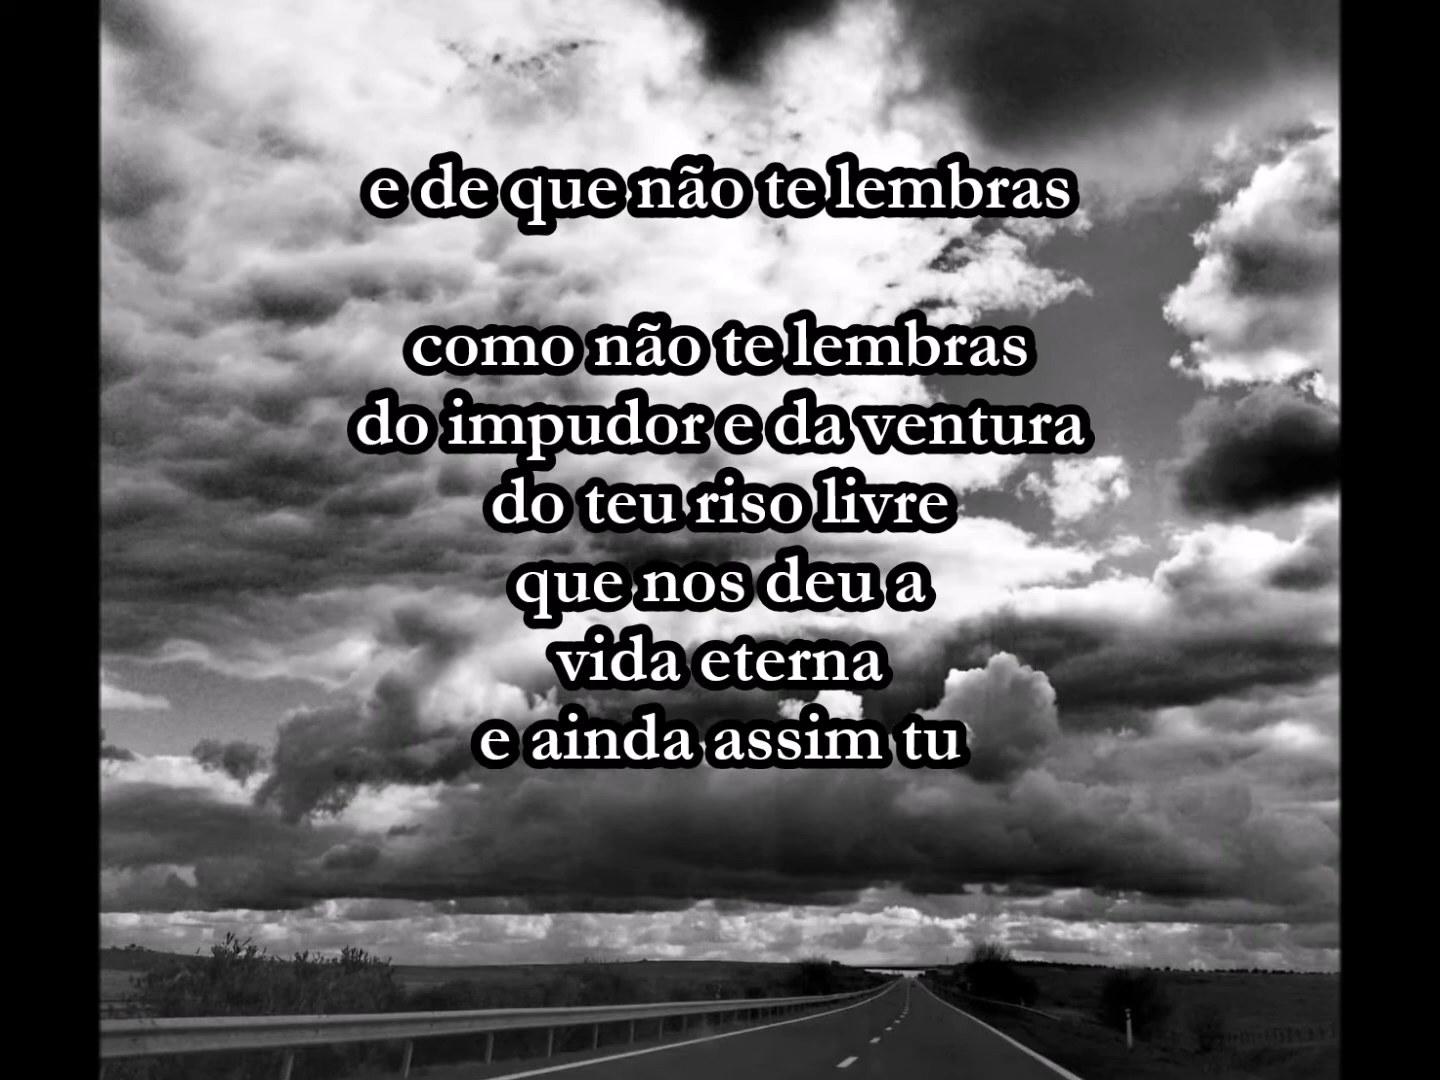 e de que não te lembras
como não te lembras
do impudor e da ventura
do teu riso livre
que nos deu a
vida eterna
e ainda assim tu